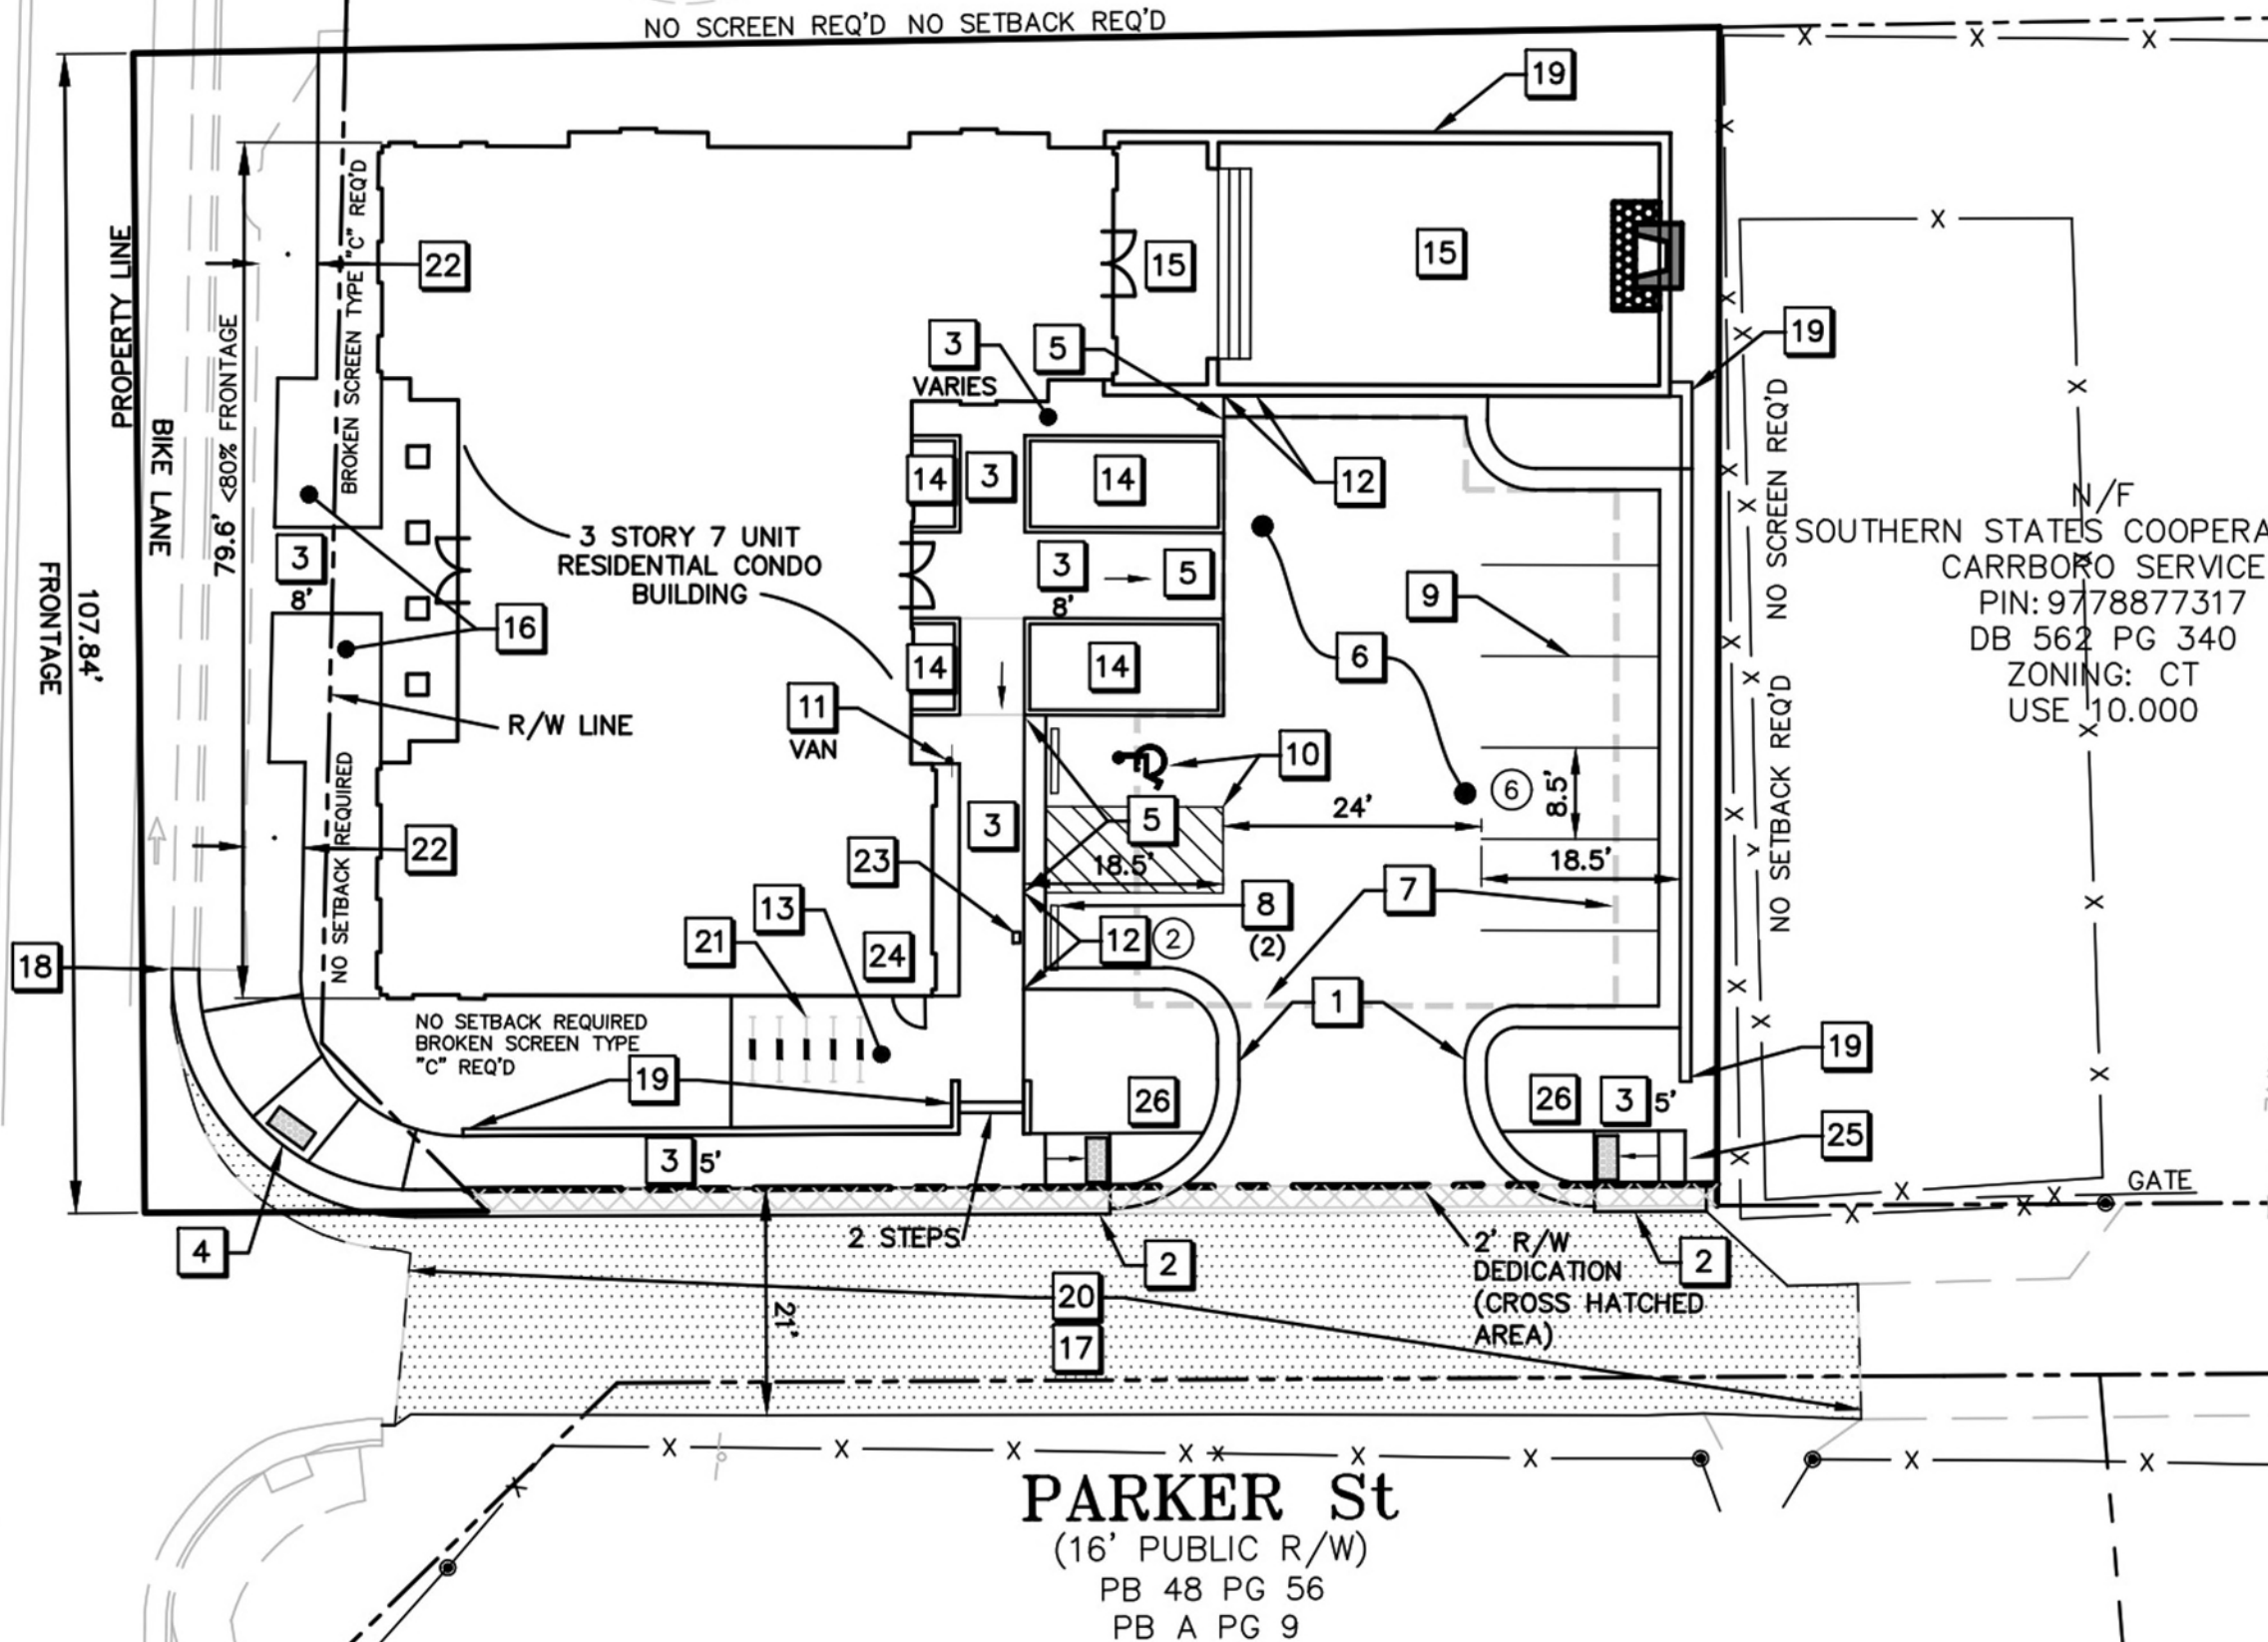 NO SCREEN REQ'D NO SETBACK REQ'D
19
PROPERTY LINE
BIKE LANE
107.84'
FRONTAGE
79.6' <80% FRONTAGE
BROKEN SCREEN TYPE "C" REQ'D
22
15
15
3
VARIES
5
19
12
14
3
14
3
8'
3 STORY 7 UNIT
RESIDENTIAL CONDO
BUILDING
3
8'
5
9
16
6
14
14
R/W LINE
11
VAN
10
NO SCREEN REQ'D
NO SETBACK REQ'D
N/F
SOUTHERN STATES COOPERA
CARRBORO SERVICE
PIN: 9778877317
DB 562 PG 340
ZONING: CT
USE 10.000
NO SETBACK REQUIRED
22
23
3
5
18.5'
24'
6
8.5'
18.5'
13
21
24
8
(2)
7
12
2
18
1
NO SETBACK REQUIRED
BROKEN SCREEN TYPE
"C" REQ'D
19
26
26
3 5'
19
25
3 5'
4
2 STEPS
2
2' R/W
DEDICATION
(CROSS HATCHED
AREA)
2
GATE
20
17
21'
PARKER St
(16' PUBLIC R/W)
PB 48 PG 56
PB A PG 9